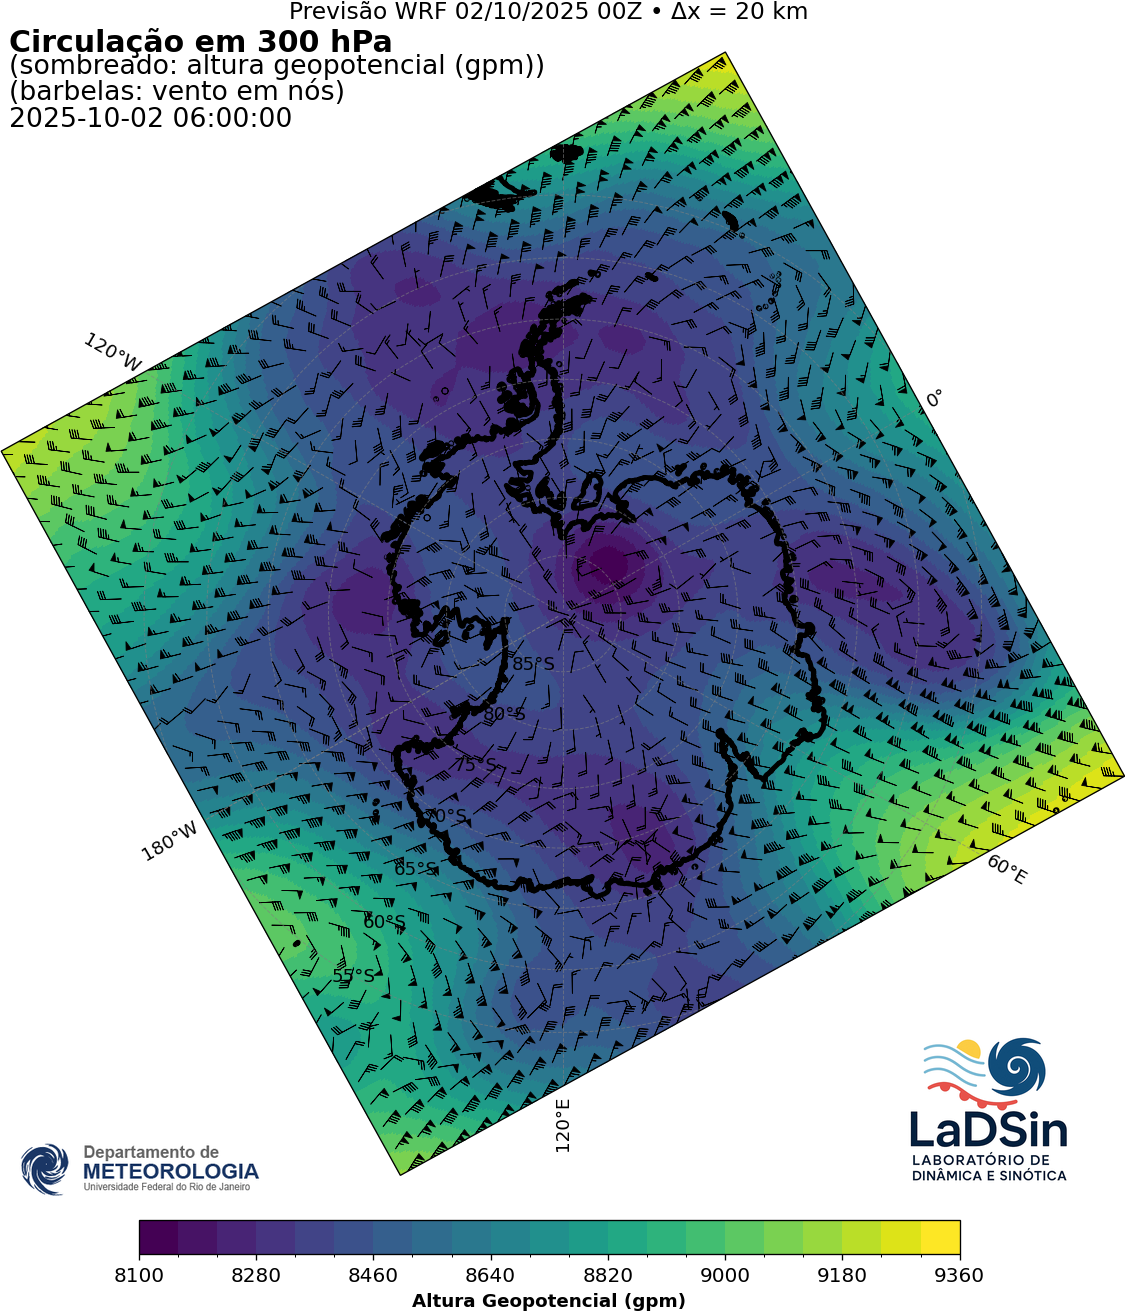 Previsão WRF 02/10/2025 00Z • Δx = 20 km
Circulação em 300 hPa
(sombreado: altura geopotencial (gpm))
(barbelas: vento em nós)
2025-10-02 06:00:00
120°W
0°
85°S
80°S
75°S
70°S
180°W
65°S
60°E
60°S
55°S
120°E
LaDSin
LABORATÓRIO DE
DINÂMICA E SINÓTICA
Departamento de
METEOROLOGIA
Universidade Federal do Rio de Janeiro
8100 8280 8460 8640 8820 9000 9180 9360
Altura Geopotencial (gpm)